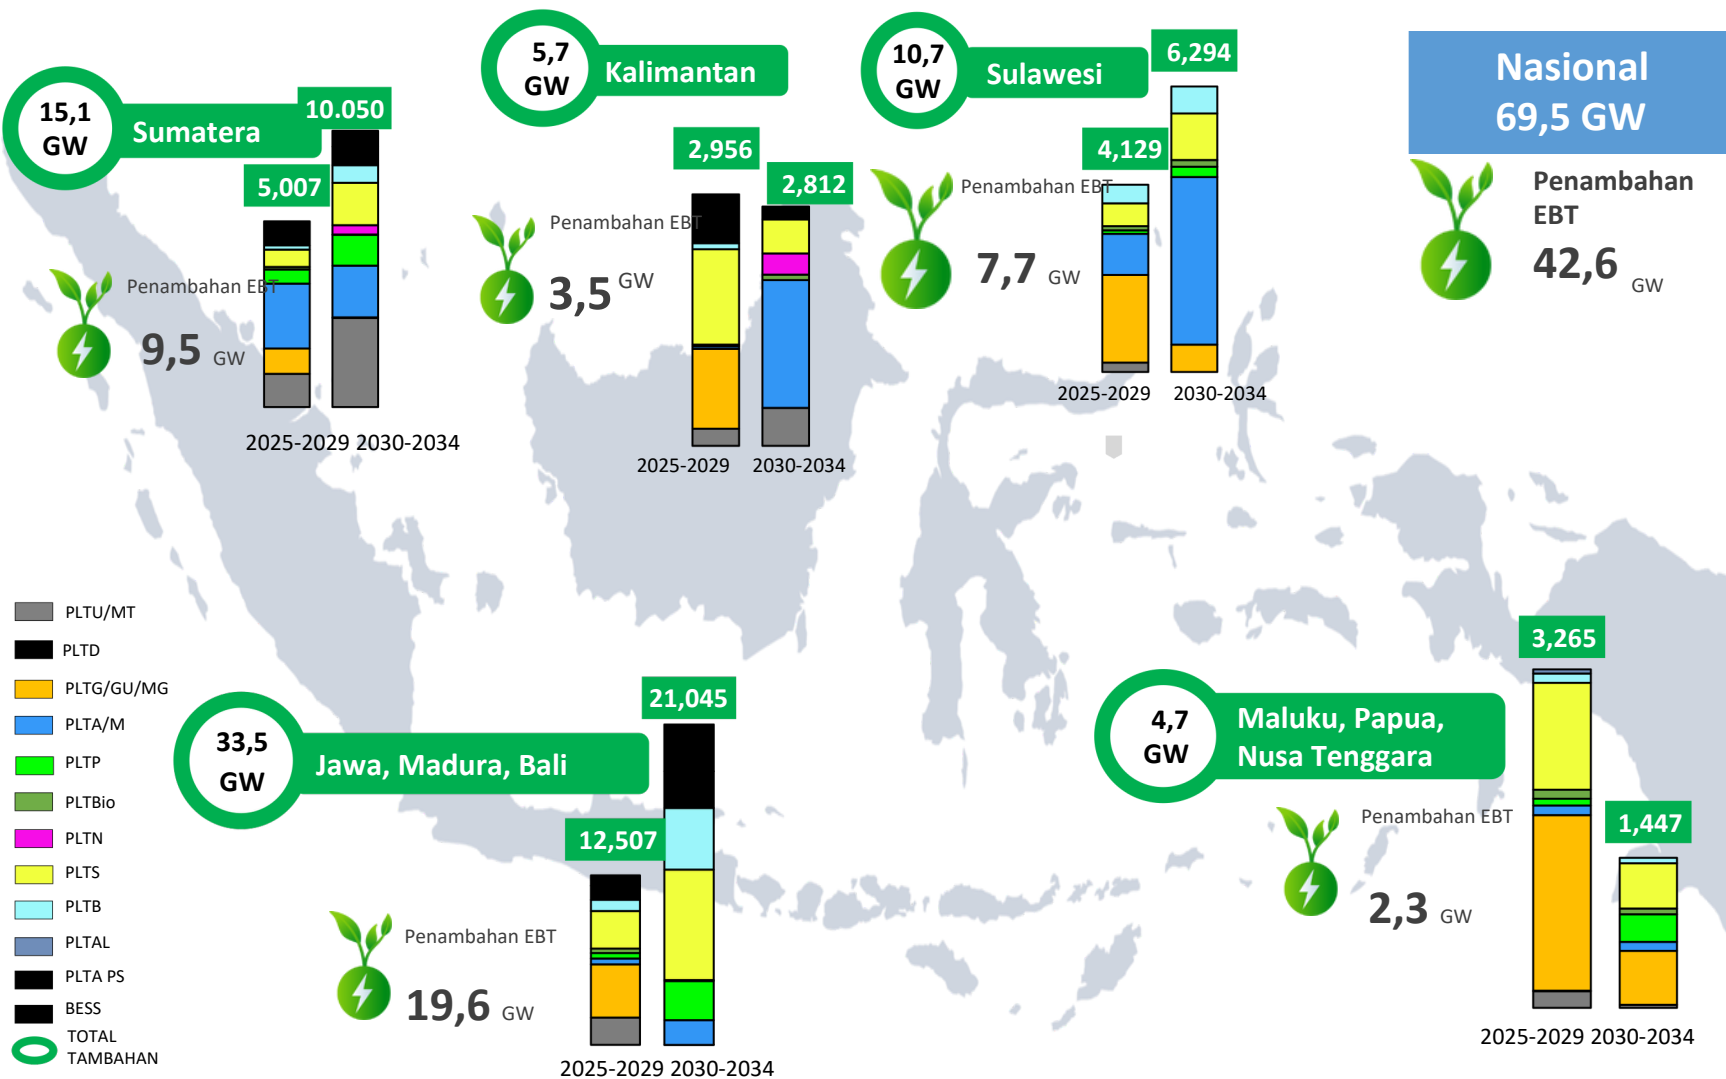 15,1
GW
Sumatera
10.050
5,007
Penambahan EBT
9,5 GW
2025-2029 2030-2034
5,7
GW
Kalimantan
2,956
2,812
Penambahan EBT
3,5 GW
2025-2029 2030-2034
10,7
GW
Sulawesi
6,294
4,129
Penambahan EBT
7,7 GW
2025-2029 2030-2034
Nasional
69,5 GW
Penambahan
EBT
42,6 GW
PLTU/MT
PLTD
PLTG/GU/MG
PLTA/M
PLTP
PLTBio
PLTN
PLTS
PLTB
PLTAL
PLTA PS
BESS
TOTAL
TAMBAHAN
33,5
GW
Jawa, Madura, Bali
21,045
12,507
Penambahan EBT
19,6 GW
2025-2029 2030-2034
4,7
GW
Maluku, Papua,
Nusa Tenggara
3,265
1,447
Penambahan EBT
2,3 GW
2025-2029 2030-2034